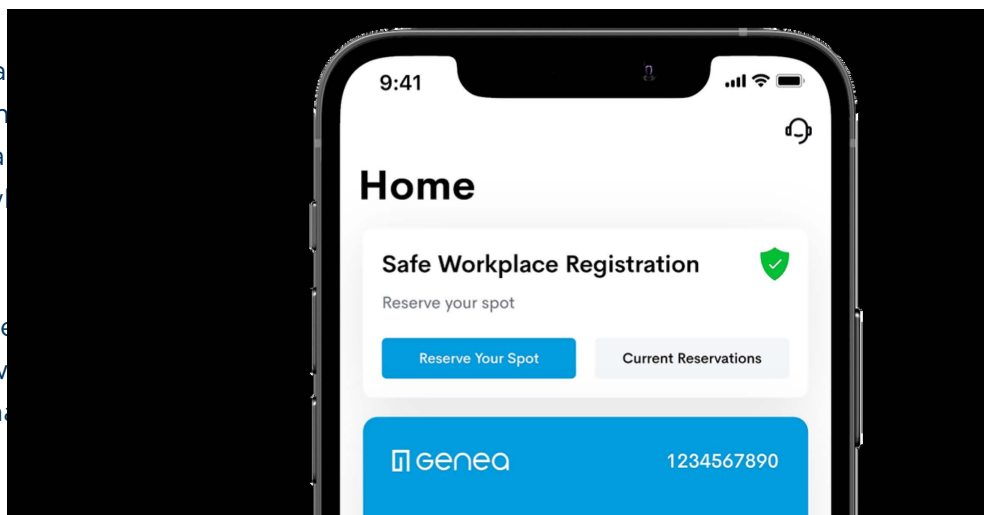 9:41
Home
Safe Workplace Registration
Reserve your spot
Reserve Your Spot Current Reservations
genea 1234567890